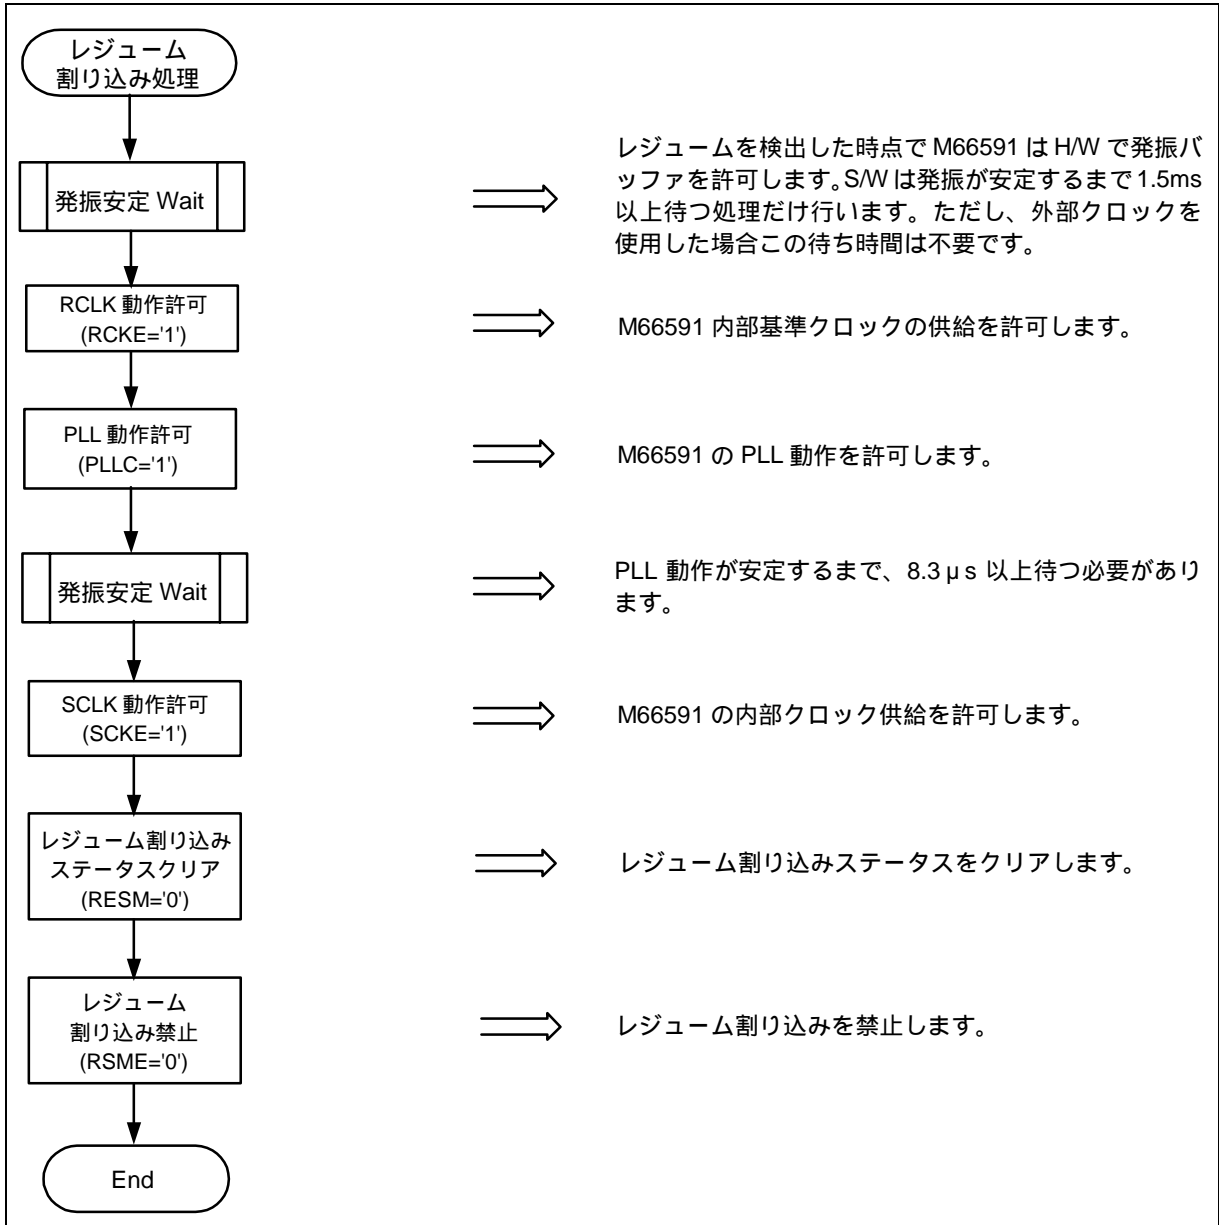 レジューム
割り込み処理
発振安定 Wait
レジュームを検出した時点で M66591 は H/W で発振バ
ッファを許可します。S/W は発振が安定するまで 1.5ms
以上待つ処理だけ行います。ただし、外部クロックを
使用した場合この待ち時間は不要です。
RCLK 動作許可
(RCKE='1')
M66591 内部基準クロックの供給を許可します。
PLL 動作許可
(PLLC='1')
M66591 の PLL 動作を許可します。
発振安定 Wait
PLL 動作が安定するまで、8.3μs 以上待つ必要があり
ます。
SCLK 動作許可
(SCKE='1')
M66591 の内部クロック供給を許可します。
レジューム割り込み
ステータスクリア
(RESM='0')
レジューム割り込みステータスをクリアします。
レジューム
割り込み禁止
(RSME='0')
レジューム割り込みを禁止します。
End